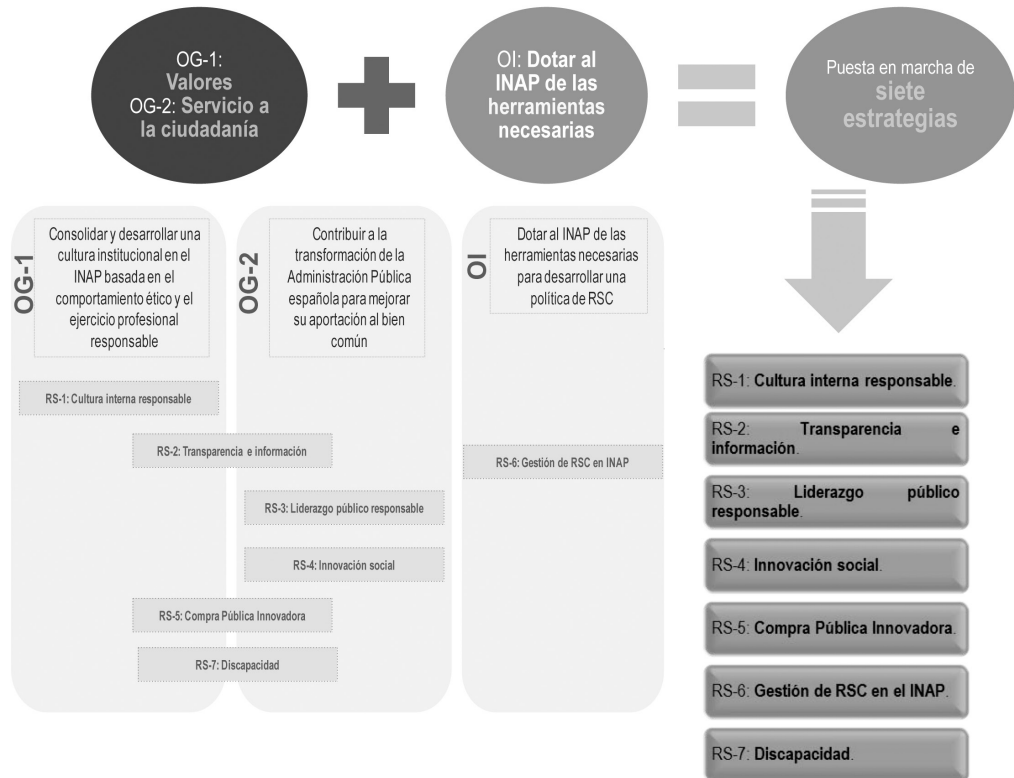 OG-1:
Valores
OG-2: Servicio a
la ciudadanía
OI: Dotar al
INAP de las
herramientas
necesarias
Puesta en marcha de
siete
estrategias
OG-1
Consolidar y desarrollar una
cultura institucional en el
INAP basada en el
comportamiento ético y el
ejercicio profesional
responsable
OG-2
Contribuir a la
transformación de la
Administración Pública
española para mejorar
su aportación al bien
común
OI
Dotar al INAP de las
herramientas necesarias
para desarrollar una
política de RSC
RS-1: Cultura interna responsable
RS-2: Transparencia e información
RS-6: Gestión de RSC en INAP
RS-3: Liderazgo público responsable
RS-4: Innovación social
RS-5: Compra Pública Innovadora
RS-7: Discapacidad
RS-1: Cultura interna responsable.
RS-2: Transparencia e
información.
RS-3: Liderazgo público
responsable.
RS-4: Innovación social.
RS-5: Compra Pública Innovadora.
RS-6: Gestión de RSC en el INAP.
RS-7: Discapacidad.